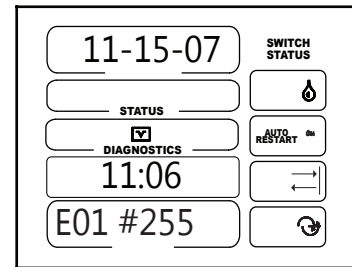 11-15-07
SWITCH
STATUS
STATUS
AUTO
RESTART
DIAGNOSTICS
11:06
E01 #255